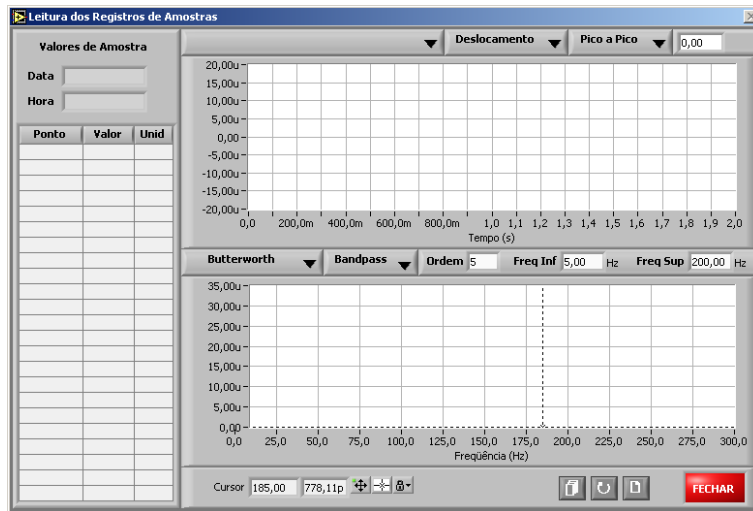 Leitura dos Registros de Amostras
Valores de Amostra
Data
Hora
Ponto Valor Unid
Deslocamento Pico a Pico 0,00
20,00u
15,00u
10,00u
5,00u
0,00
-5,00u
-10,00u
-15,00u
-20,00u
0,0 200,0m 400,0m 600,0m 800,0m 1,0 1,1 1,2 1,3 1,4 1,5 1,6 1,7 1,8 1,9 2,0
Tempo (s)
Butterworth Bandpass Ordem 5 Freq Inf 5,00 Hz Freq Sup 200,00 Hz
35,00u
30,00u
25,00u
20,00u
15,00u
10,00u
5,00u
0,0p
0,0 25,0 50,0 75,0 100,0 125,0 150,0 175,0 200,0 225,0 250,0 275,0 300,0
Freqüência (Hz)
Cursor 185,00 778,11p FECHAR